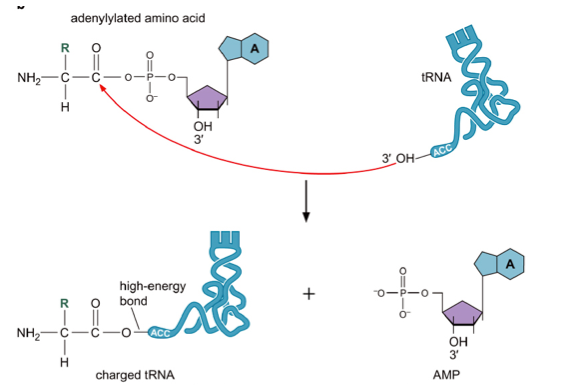 adenylylated amino acid
R
O
O
A
NH2—C—C—O—P—O
H
O-
OH
3′
tRNA
3′ OH
ACC
high-energy
bond
R
O
NH2—C—C—O—ACC
H
charged tRNA
+
O
-O—P—O
O-
A
OH
3′
AMP